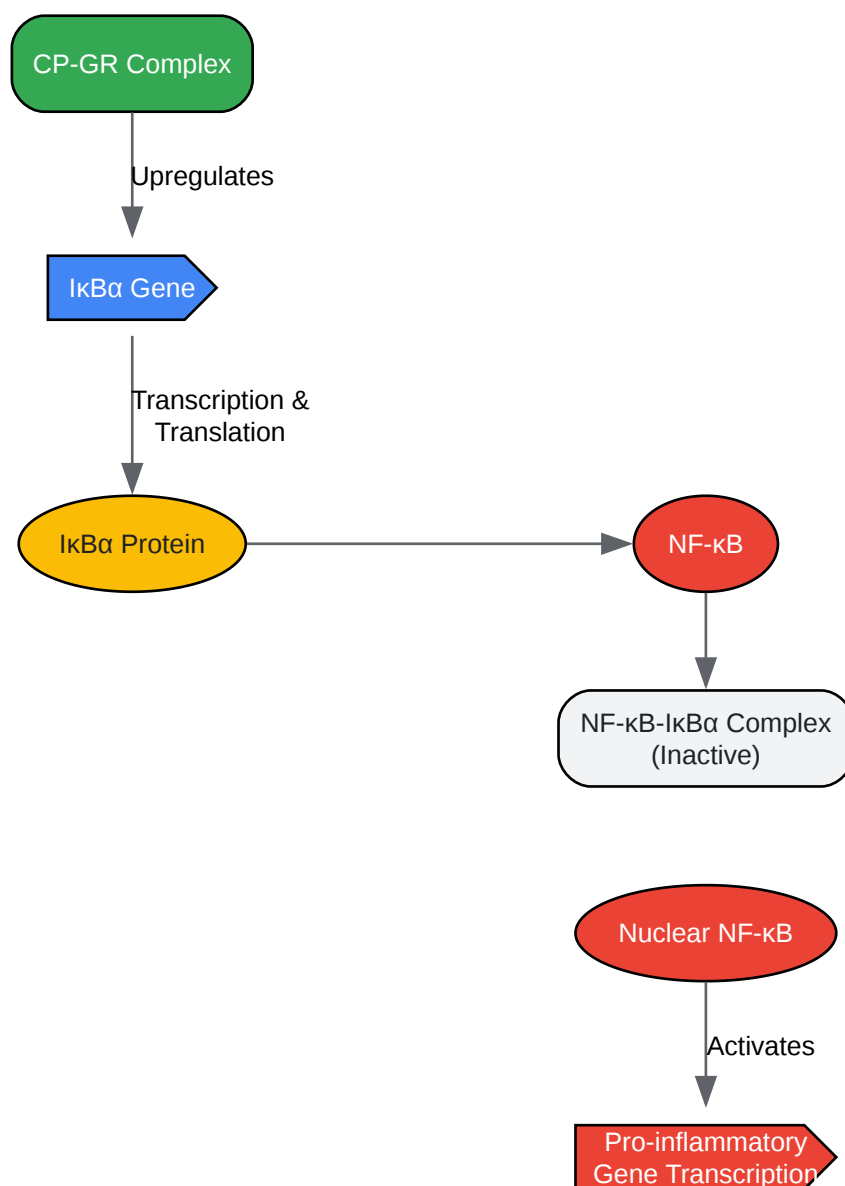 CP-GR Complex
Upregulates
IκBα Gene
Transcription &
Translation
IκBα Protein
NF-κB
NF-κB-IκBα Complex
(Inactive)
Nuclear NF-κB
Activates
Pro-inflammatory
Gene Transcription